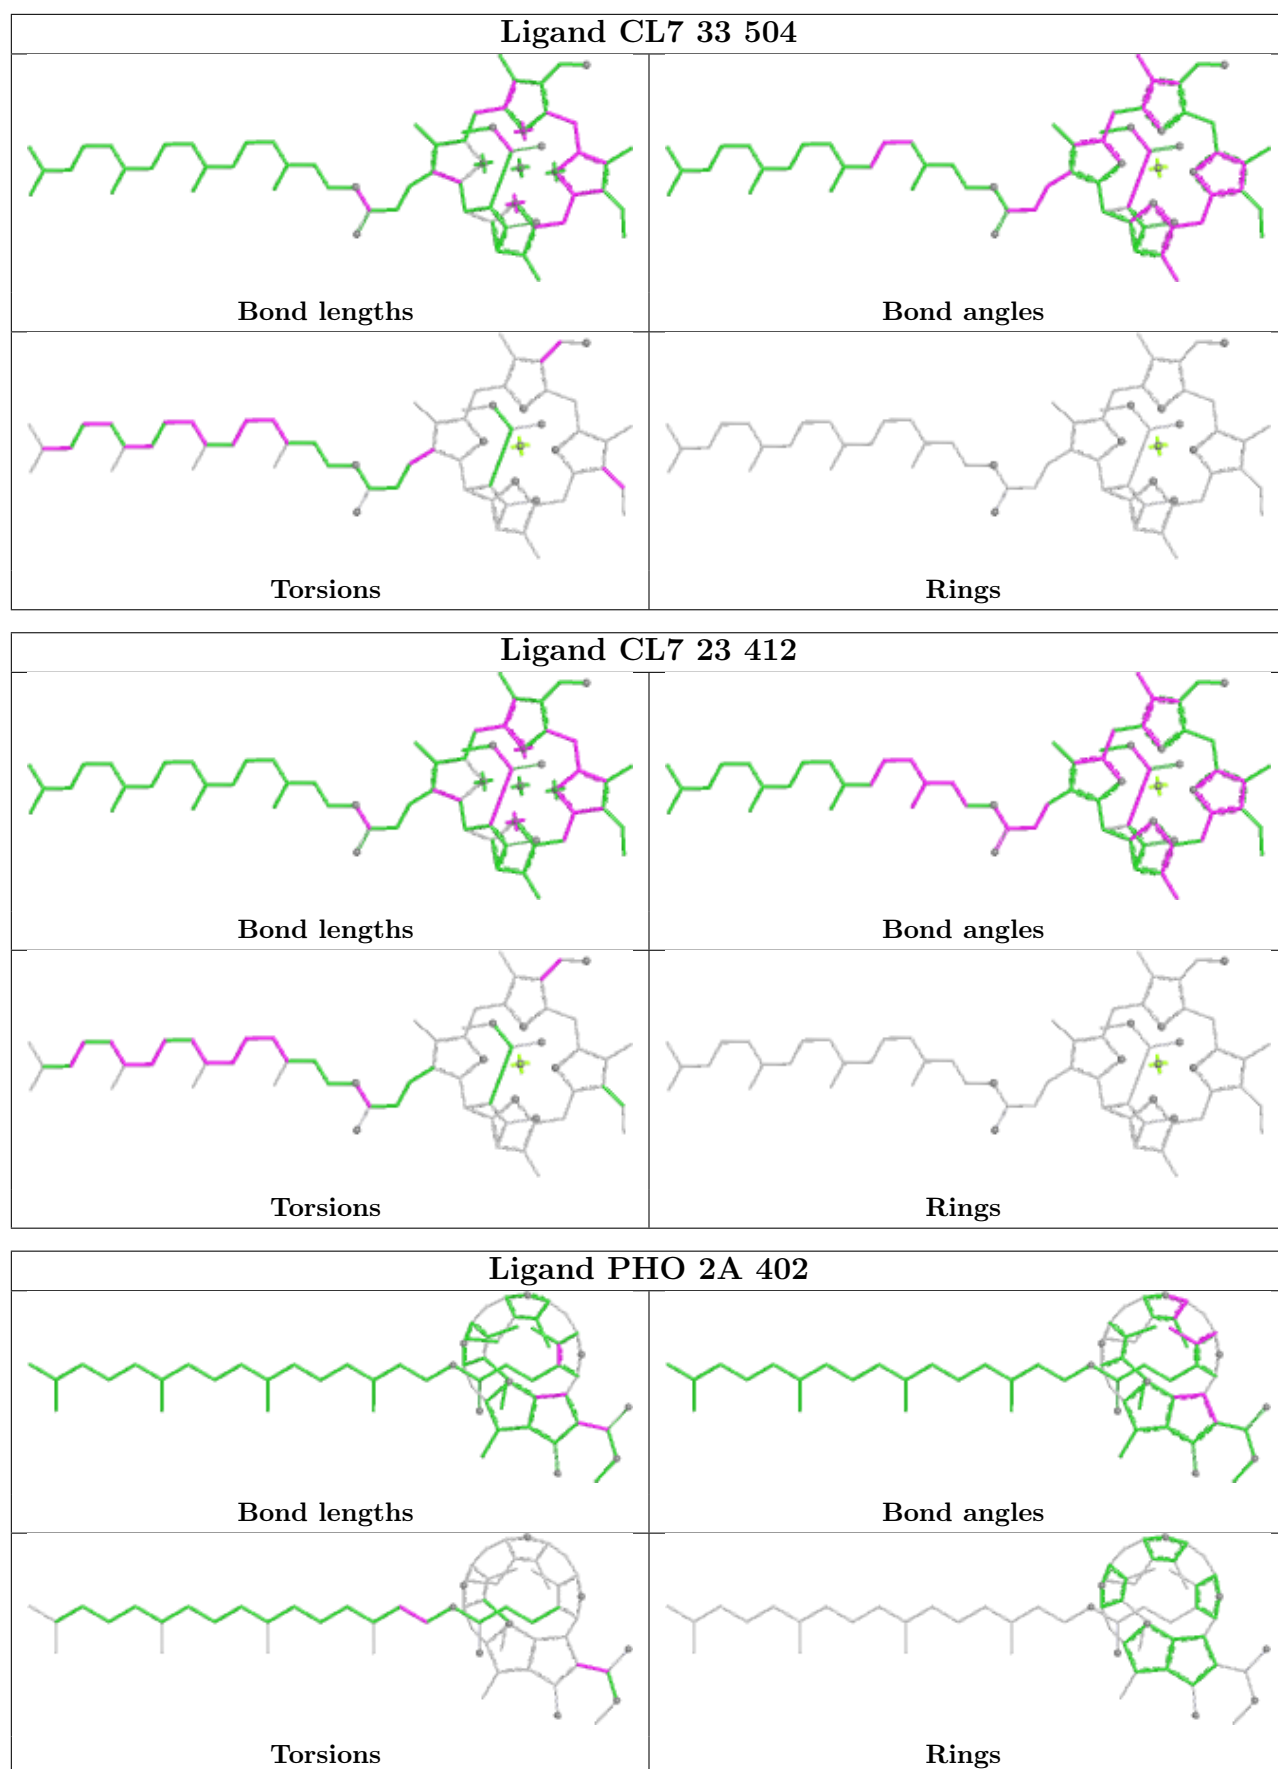 Ligand CL7 33 504
Bond lengths
Bond angles
Torsions
Rings
Ligand CL7 23 412
Bond lengths
Bond angles
Torsions
Rings
Ligand PHO 2A 402
Bond lengths
Bond angles
Torsions
Rings